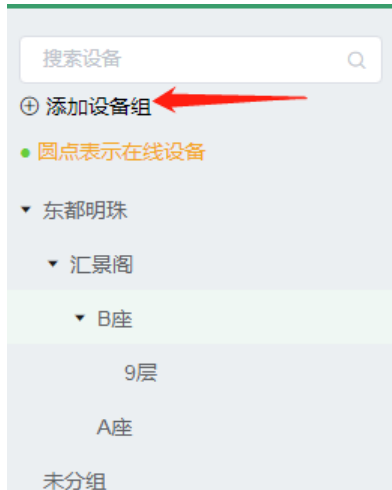 搜索设备
添加设备组
圆点表示在线设备
东都明珠
汇景阁
B座
9层
A座
未分组